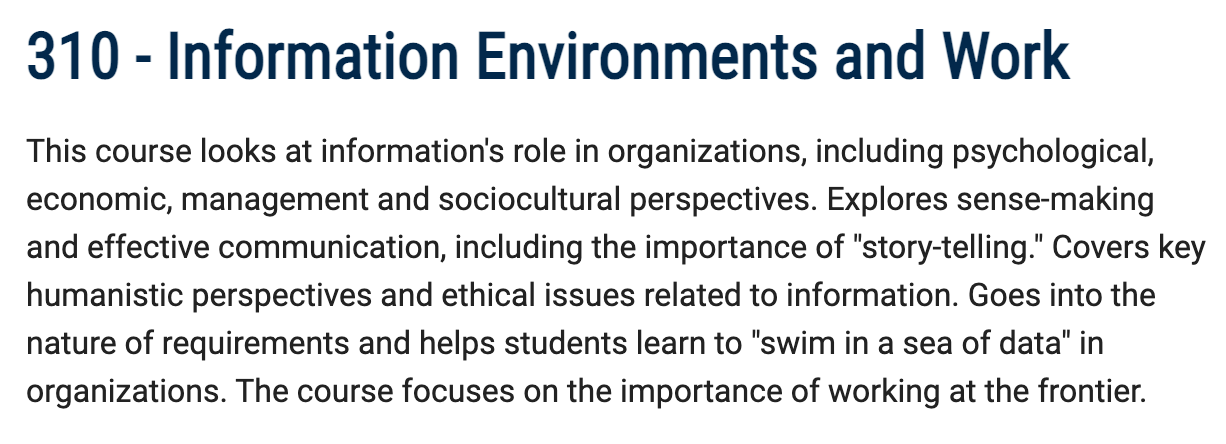 310 - Information Environments and Work
This course looks at information's role in organizations, including psychological,
economic, management and sociocultural perspectives. Explores sense-making
and effective communication, including the importance of "story-telling." Covers key
humanistic perspectives and ethical issues related to information. Goes into the
nature of requirements and helps students learn to "swim in a sea of data" in
organizations. The course focuses on the importance of working at the frontier.